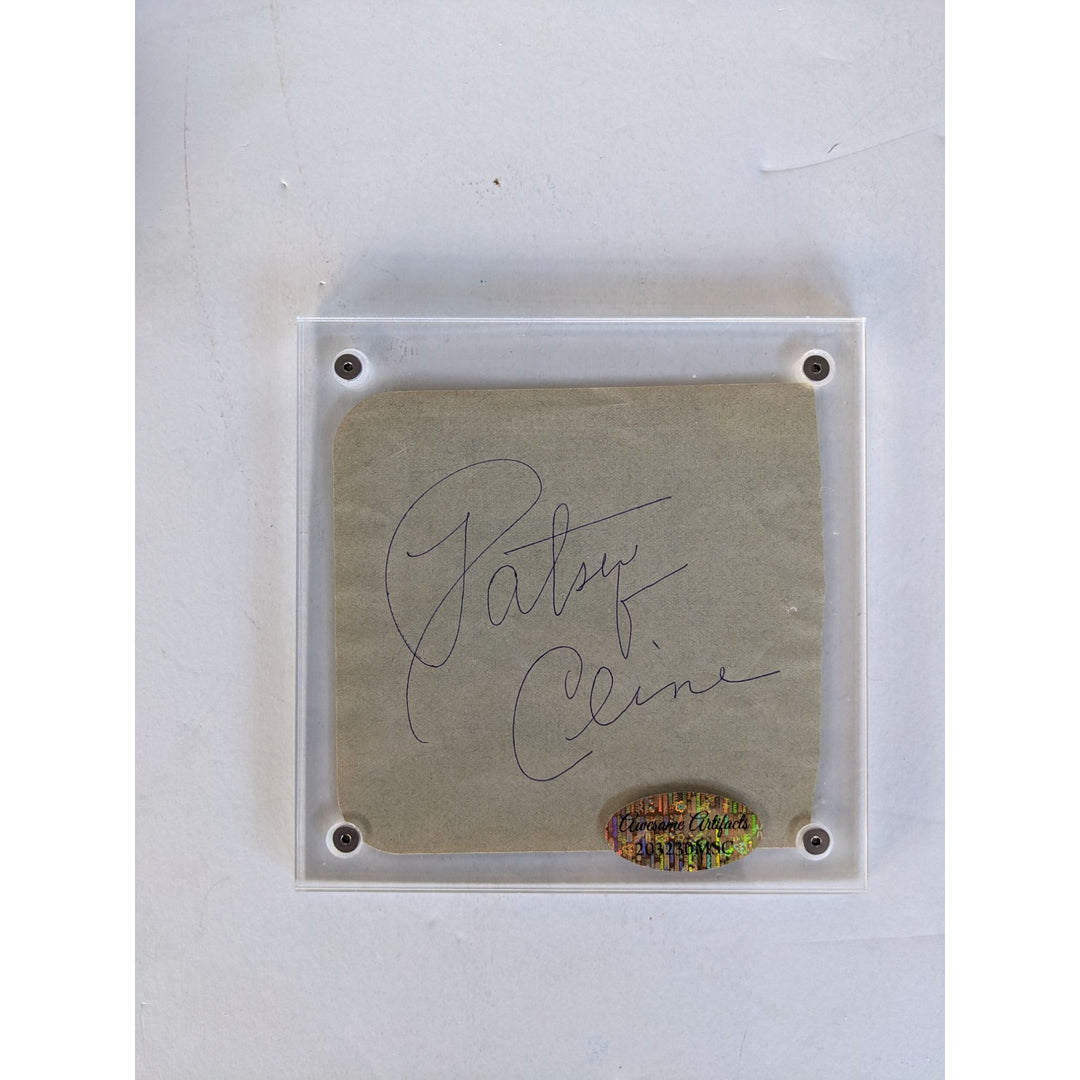 Patsy
Cline
Awesome Artifacts
203230MSC